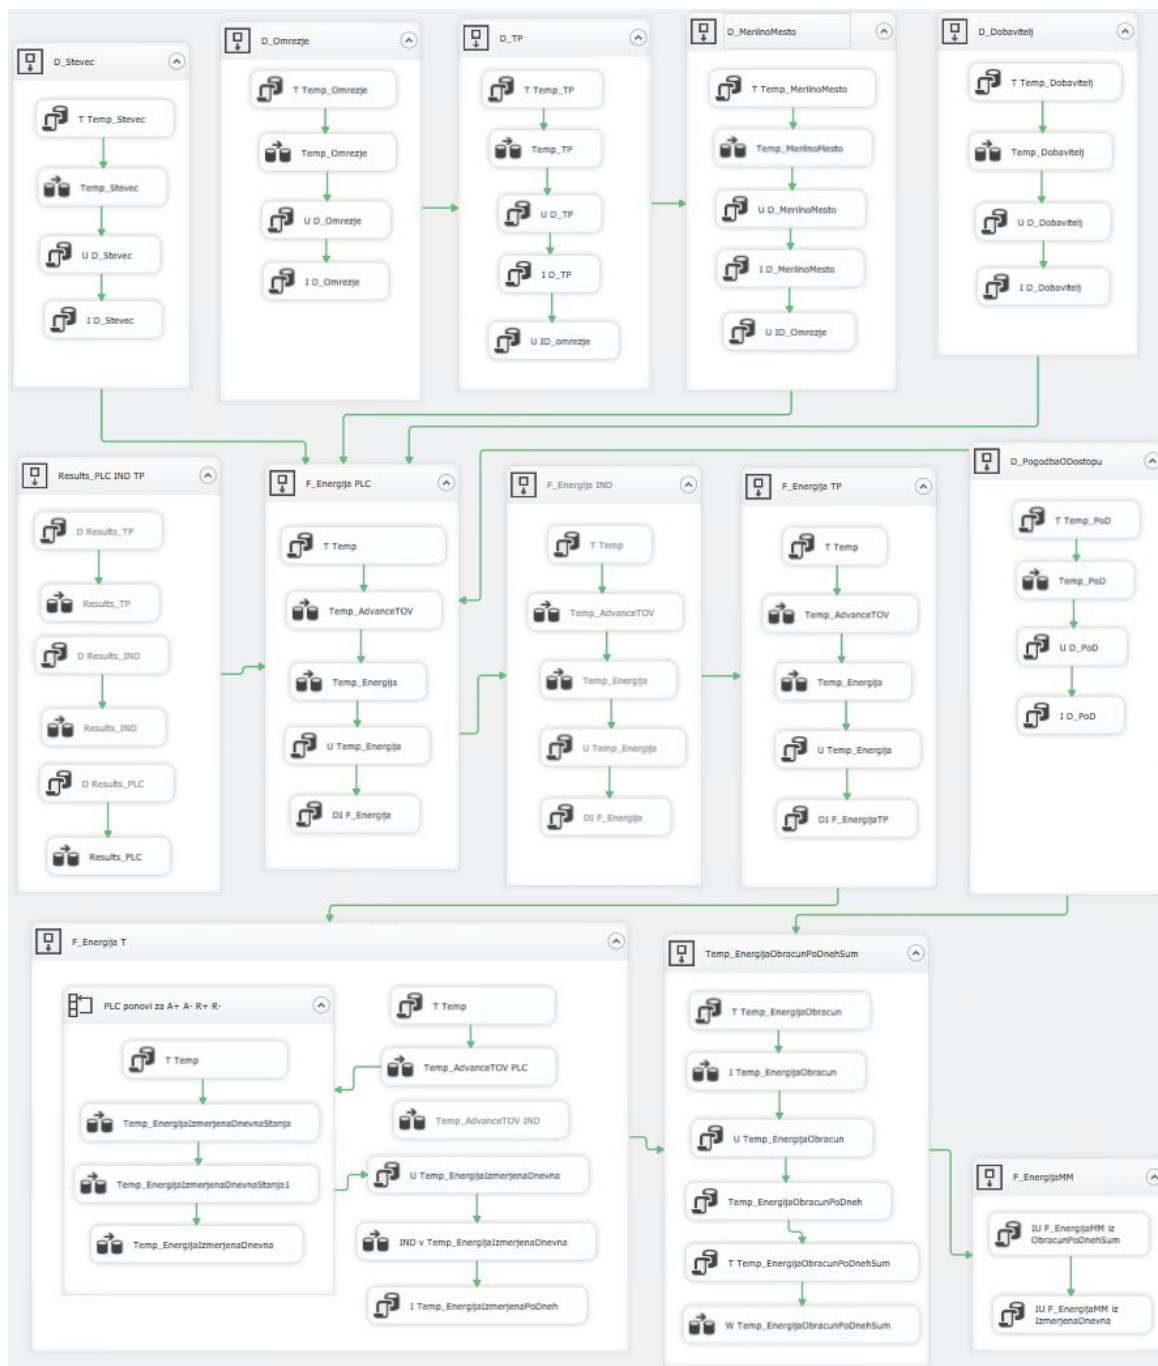 D_Stevec
T Temp_Stevec
Temp_Stevec
U D_Stevec
I D_Stevec
D_Omrezje
T Temp_Omrezje
Temp_Omrezje
U D_Omrezje
I D_Omrezje
D_TP
T Temp_TP
Temp_TP
U D_TP
I D_TP
U ID_omrezje
D_MerilnoMesto
T Temp_MerilnoMesto
Temp_MerilnoMesto
U D_MerilnoMesto
I D_MerilnoMesto
U ID_Omrezje
D_Dobavitelj
T Temp_Dobavitelj
Temp_Dobavitelj
U D_Dobavitelj
I D_Dobavitelj
Results_PLC IND TP
D Results_TP
Results_TP
D Results_IND
Results_IND
D Results_PLC
Results_PLC
F_Energija PLC
T Temp
Temp_AdvanceTOV
Temp_Energija
U Temp_Energija
DI F_Energija
F_Energija IND
T Temp
Temp_AdvanceTOV
Temp_Energija
U Temp_Energija
DI F_Energija
F_Energija TP
T Temp
Temp_AdvanceTOV
Temp_Energija
U Temp_Energija
DI F_EnergijaTP
D_PogodbaODostopu
T Temp_PoD
Temp_PoD
U D_PoD
I D_PoD
F_Energija T
PLC ponovi za A+ A- R+ R-
T Temp
Temp_EnergijaIzmerjenaDnevnaStanja
Temp_EnergijaIzmerjenaDnevnaStanja1
Temp_EnergijaIzmerjenaDnevna
T Temp
Temp_AdvanceTOV PLC
Temp_AdvanceTOV IND
U Temp_EnergijaIzmerjenaDnevna
IND v Temp_EnergijaIzmerjenaDnevna
I Temp_EnergijaIzmerjenaPoDneh
Temp_EnergijaObracunPoDnehSum
T Temp_EnergijaObracun
I Temp_EnergijaObracun
U Temp_EnergijaObracun
Temp_EnergijaObracunPoDneh
T Temp_EnergijaObracunPoDnehSum
W Temp_EnergijaObracunPoDnehSum
F_EnergijaMM
IU F_EnergijaMM iz
ObracunPoDnehSum
IU F_EnergijaMM iz
IzmerjenaDnevna